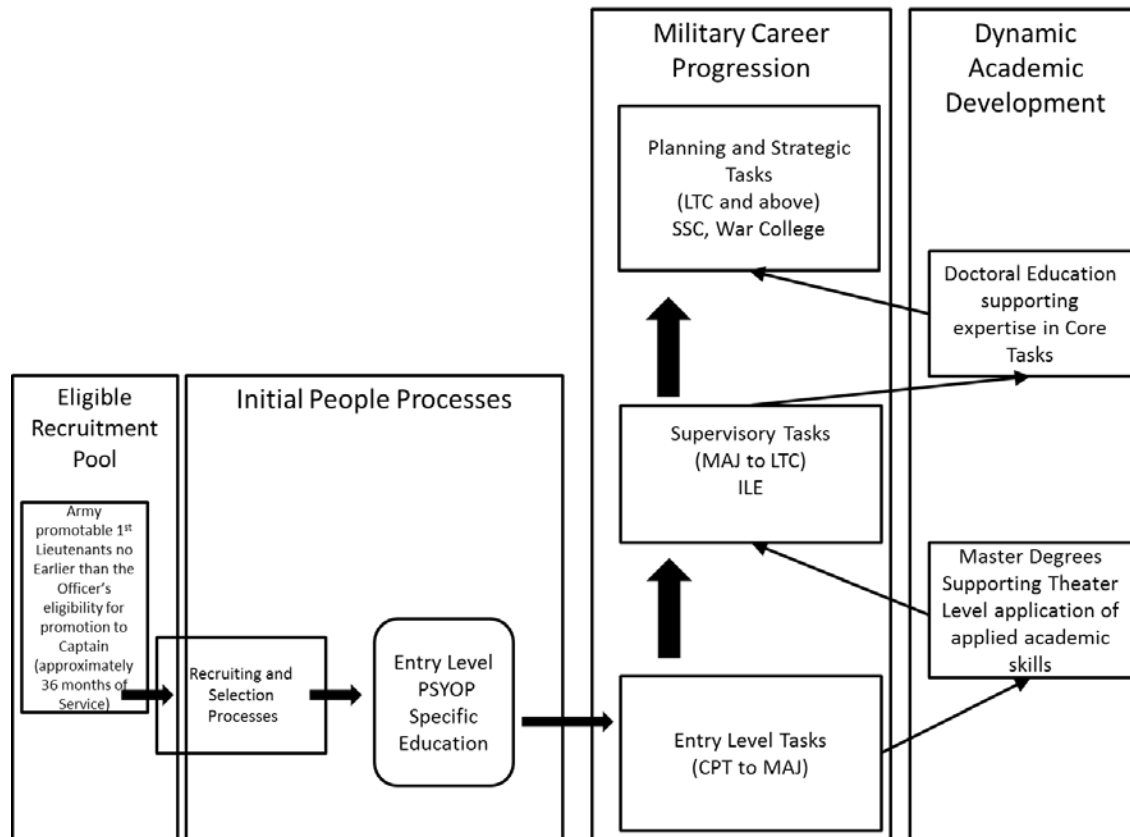 Eligible
Recruitment
Pool
Army
promotable 1st
Lieutenants no
Earlier than the
Officer's
eligibility for
promotion to
Captain
(approximately
36 months of
Service)
Initial People Processes
Recruiting and
Selection
Processes
Entry Level
PSYOP
Specific
Education
Military Career
Progression
Planning and Strategic
Tasks
(LTC and above)
SSC, War College
Supervisory Tasks
(MAJ to LTC)
ILE
Entry Level Tasks
(CPT to MAJ)
Dynamic
Academic
Development
Doctoral Education
supporting
expertise in Core
Tasks
Master Degrees
Supporting Theater
Level application of
applied academic
skills